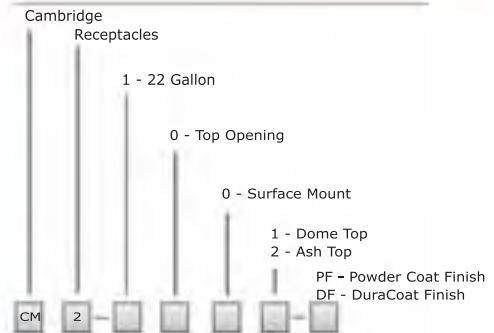 Cambridge
Receptacles
1 - 22 Gallon
0 - Top Opening
0 - Surface Mount
1 - Dome Top
2 - Ash Top
PF - Powder Coat Finish
DF - DuraCoat Finish
CM 2 - -